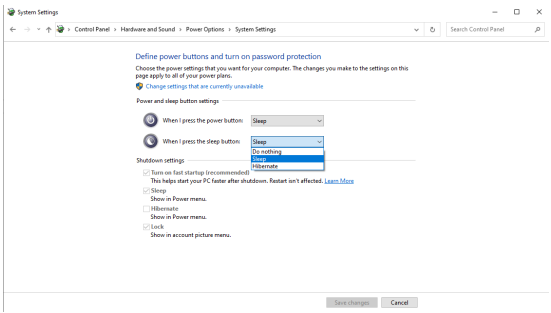 System Settings
Control Panel > Hardware and Sound > Power Options > System Settings
Search Control Panel
Define power buttons and turn on password protection
Choose the power settings that you want for your computer. The changes you make to the settings on this
page apply to all of your power plans.
Change settings that are currently unavailable
Power and sleep button settings
When I press the power button: Sleep
When I press the sleep button: Sleep
Do nothing
Sleep
Hibernate
Shutdown settings
Turn on fast startup (recommended)
This helps start your PC faster after shutdown. Restart isn't affected. Learn More
Sleep
Show in Power menu.
Hibernate
Show in Power menu.
Lock
Show in account picture menu.
Save changes Cancel